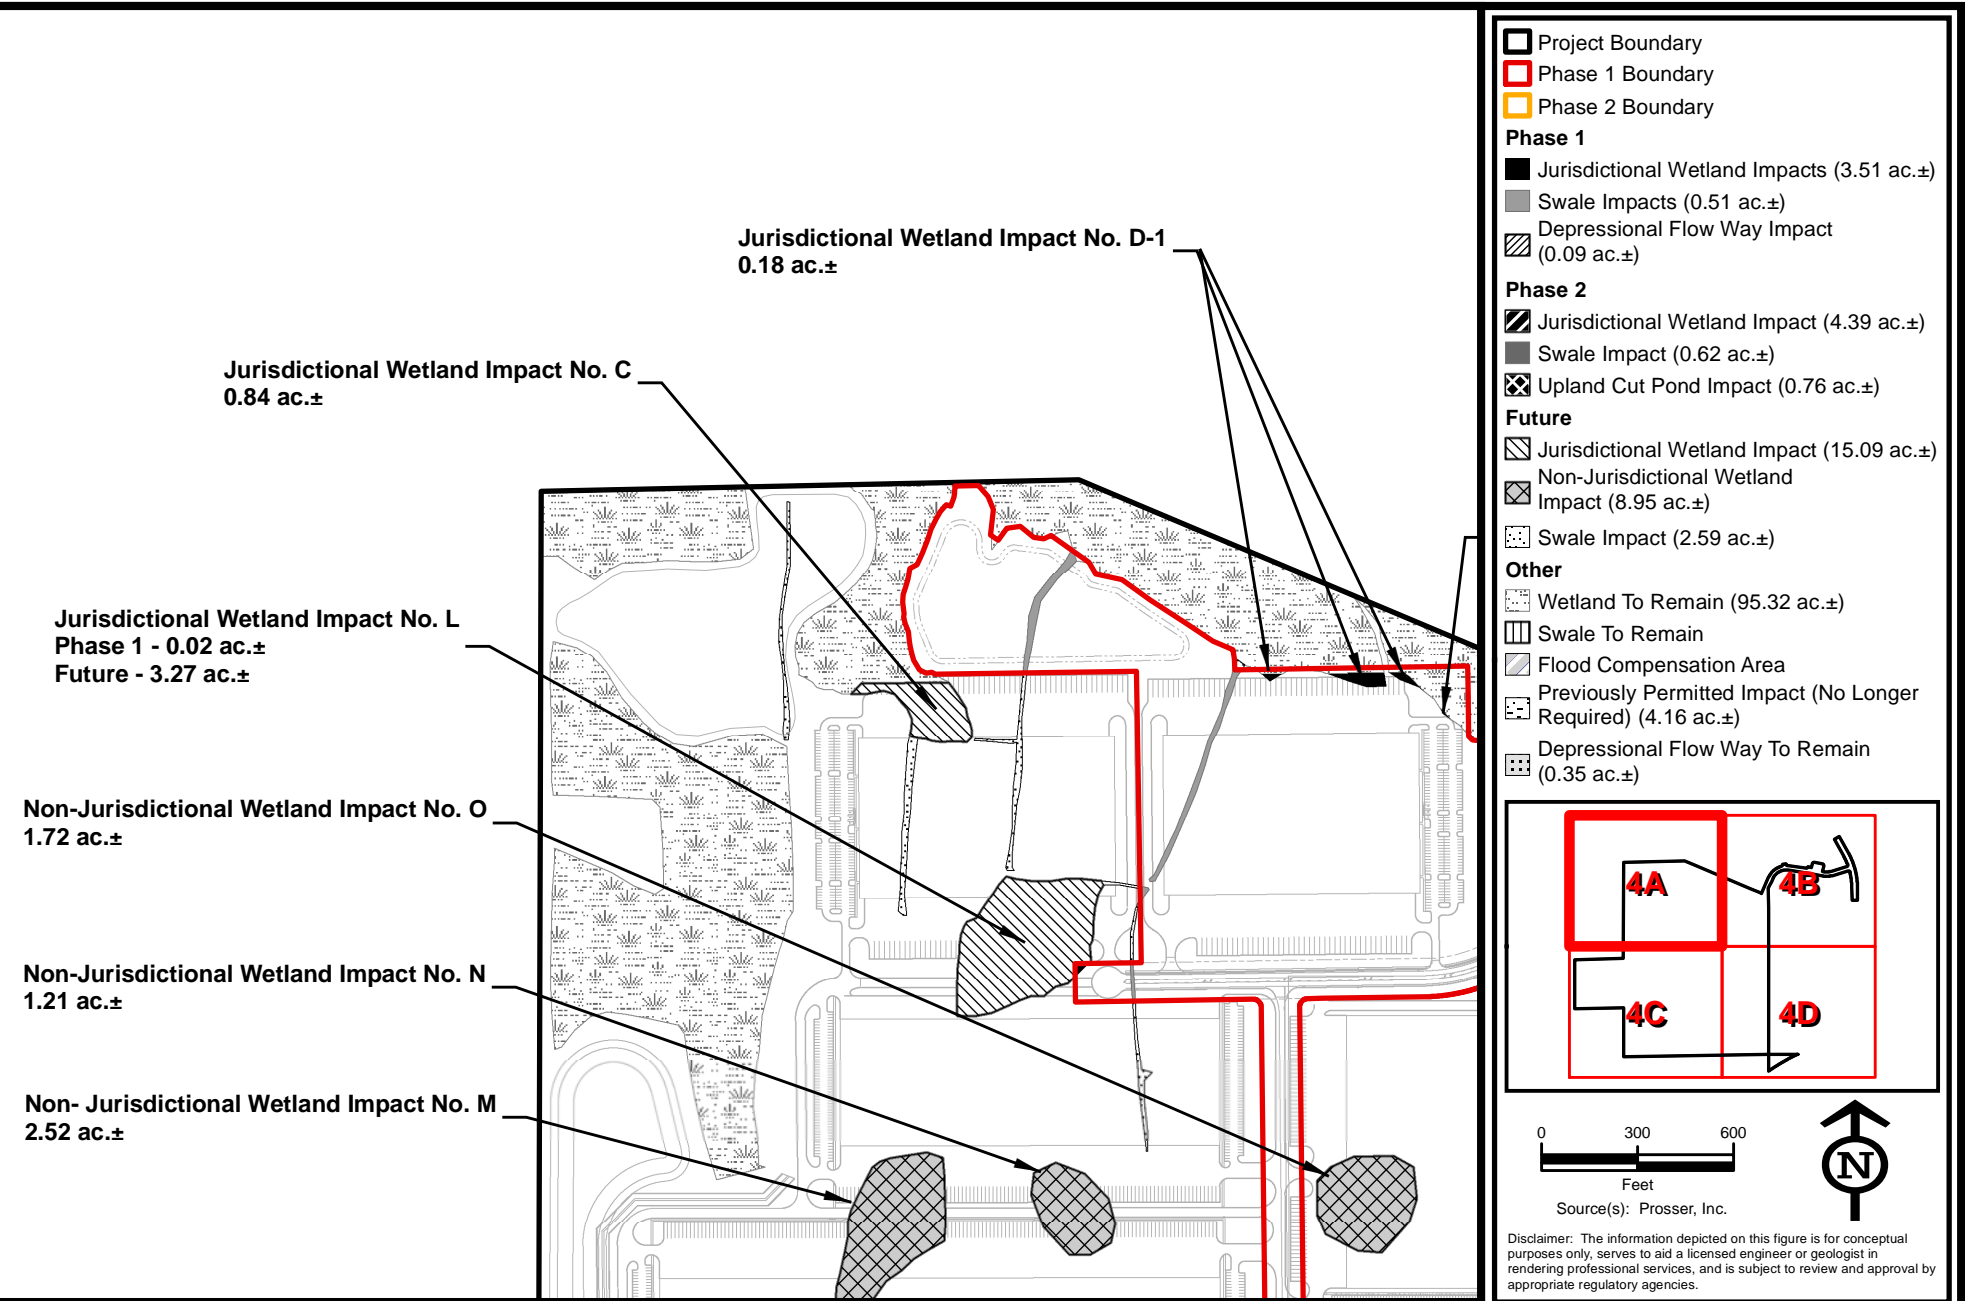 Jurisdictional Wetland Impact No. D-1
0.18 ac.±
Jurisdictional Wetland Impact No. C
0.84 ac.±
Jurisdictional Wetland Impact No. L
Phase 1 - 0.02 ac.±
Future - 3.27 ac.±
Non-Jurisdictional Wetland Impact No. O
1.72 ac.±
Non-Jurisdictional Wetland Impact No. N
1.21 ac.±
Non- Jurisdictional Wetland Impact No. M
2.52 ac.±
Project Boundary
Phase 1 Boundary
Phase 2 Boundary
Phase 1
Jurisdictional Wetland Impacts (3.51 ac.±)
Swale Impacts (0.51 ac.±)
Depressional Flow Way Impact
(0.09 ac.±)
Phase 2
Jurisdictional Wetland Impact (4.39 ac.±)
Swale Impact (0.62 ac.±)
Upland Cut Pond Impact (0.76 ac.±)
Future
Jurisdictional Wetland Impact (15.09 ac.±)
Non-Jurisdictional Wetland
Impact (8.95 ac.±)
Swale Impact (2.59 ac.±)
Other
Wetland To Remain (95.32 ac.±)
Swale To Remain
Flood Compensation Area
Previously Permitted Impact (No Longer
Required) (4.16 ac.±)
Depressional Flow Way To Remain
(0.35 ac.±)
4A
4B
4C
4D
0 300 600
Feet
Source(s): Prosser, Inc.
N
Disclaimer: The information depicted on this figure is for conceptual
purposes only, serves to aid a licensed engineer or geologist in
rendering professional services, and is subject to review and approval by
appropriate regulatory agencies.